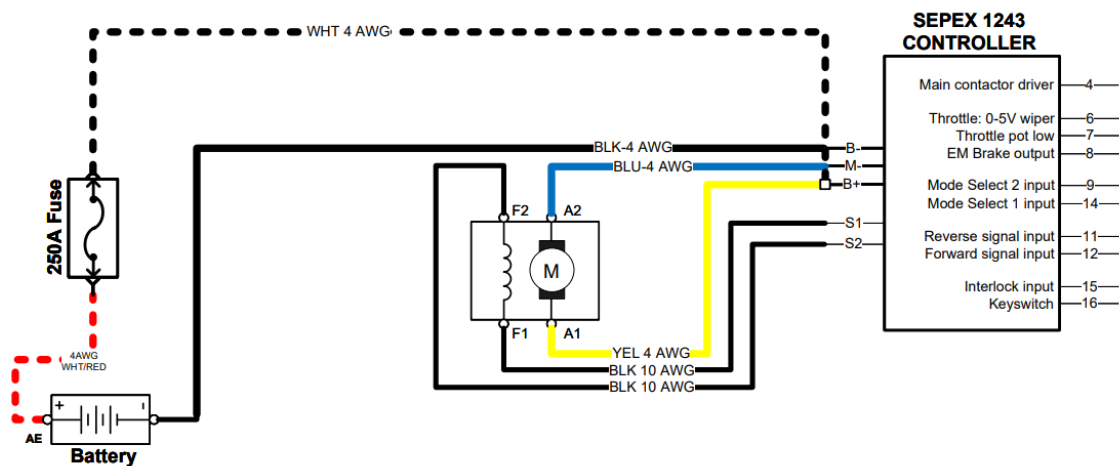 SEPEX 1243
CONTROLLER
WHT 4 AWG
Main contactor driver
4
Throttle: 0-5V wiper
6
Throttle pot low
7
EM Brake output
8
Mode Select 2 input
9
Mode Select 1 input
14
Reverse signal input
11
Forward signal input
12
Interlock input
15
Keyswitch
16
BLK-4 AWG
B-
BLU-4 AWG
M-
B+
S1
S2
250A Fuse
F2
A2
M
F1
A1
YEL 4 AWG
BLK 10 AWG
BLK 10 AWG
4AWG
WHT/RED
+
-
AE
Battery